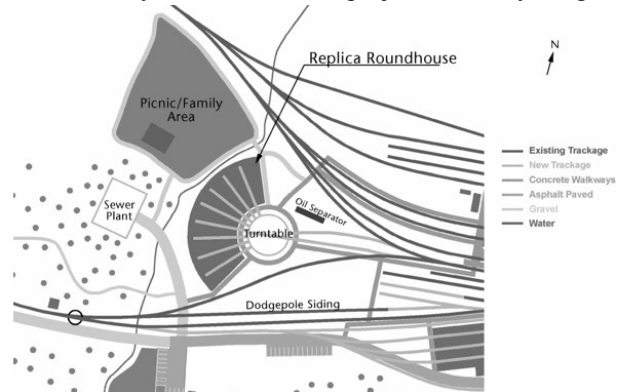 N
Replica Roundhouse
Picnic/Family
Area
Existing Trackage
New Trackage
Concrete Walkways
Asphalt Paved
Gravel
Water
Sewer
Plant
Oil Separator
Turntable
Dodgepole Siding